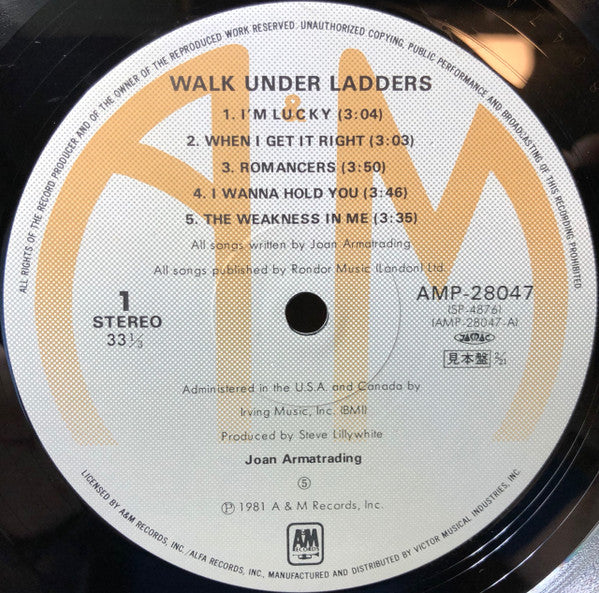 ALL RIGHTS OF THE RECORD PRODUCER AND OF THE OWNER OF THE REPRODUCED WORK RESERVED. UNAUTHORIZED COPYING, PUBLIC PERFORMANCE AND BROADCASTING OF THIS RECORDING PROHIBITED.
A&M
WALK UNDER LADDERS
1. I'M LUCKY (3:04)
2. WHEN I GET IT RIGHT (3:03)
3. ROMANCERS (3:50)
4. I WANNA HOLD YOU (3:46)
5. THE WEAKNESS IN ME (3:35)
All songs written by Joan Armatrading
All songs published by Rondor Music (London) Ltd.
1
STEREO
33 1/3
AMP-28047
(SP-4876)
(AMP-28047-A)
JASRAC
見本盤
Administered in the U.S.A. and Canada by
Irving Music, Inc. (BMI)
Produced by Steve Lillywhite
Joan Armatrading
⑤
Ⓟ 1981 A & M Records, Inc.
A&M
RECORDS
LICENSED BY A&M RECORDS, INC./ALFA RECORDS, INC., MANUFACTURED AND DISTRIBUTED BY VICTOR MUSICAL INDUSTRIES, INC.